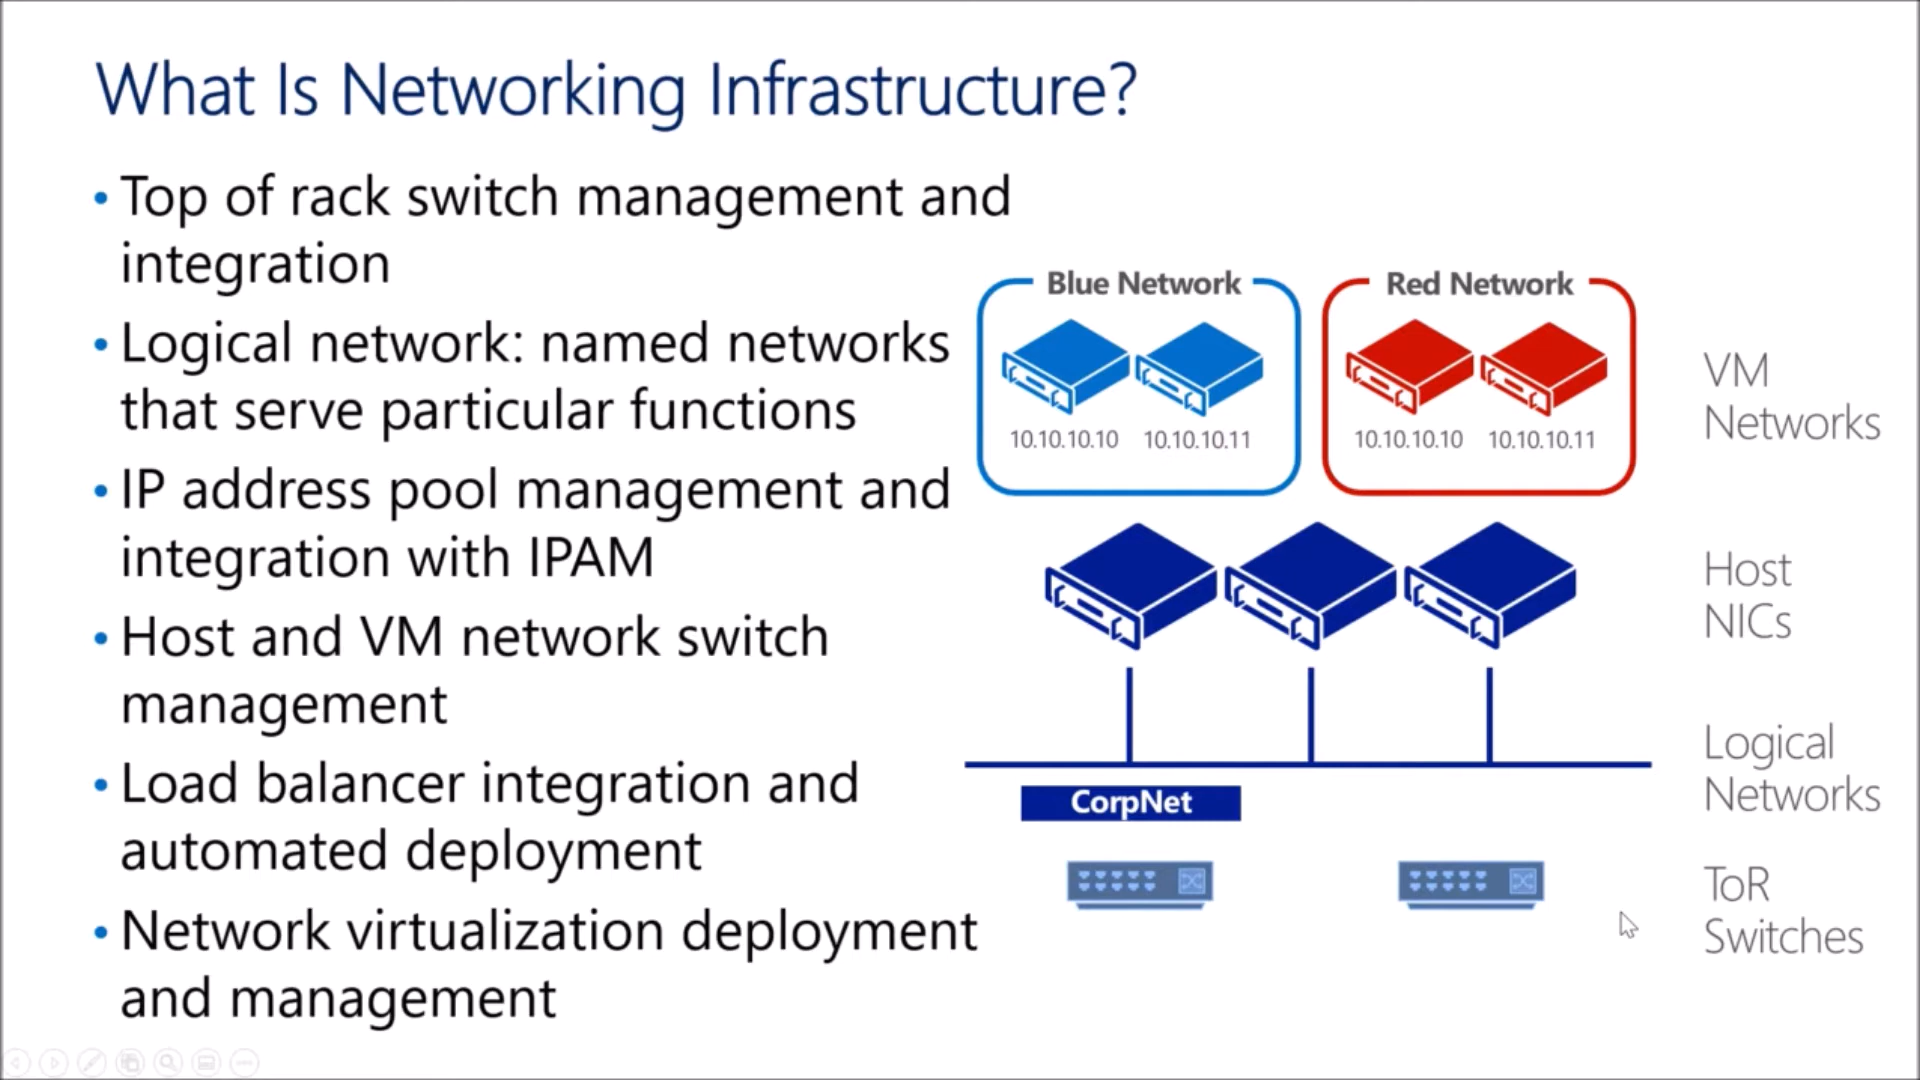 What Is Networking Infrastructure?
• Top of rack switch management and
integration
• Logical network: named networks
that serve particular functions
• IP address pool management and
integration with IPAM
• Host and VM network switch
management
• Load balancer integration and
automated deployment
• Network virtualization deployment
and management
Blue Network
10.10.10.10 10.10.10.11
Red Network
10.10.10.10 10.10.10.11
VM
Networks
Host
NICs
Logical
Networks
CorpNet
ToR
Switches